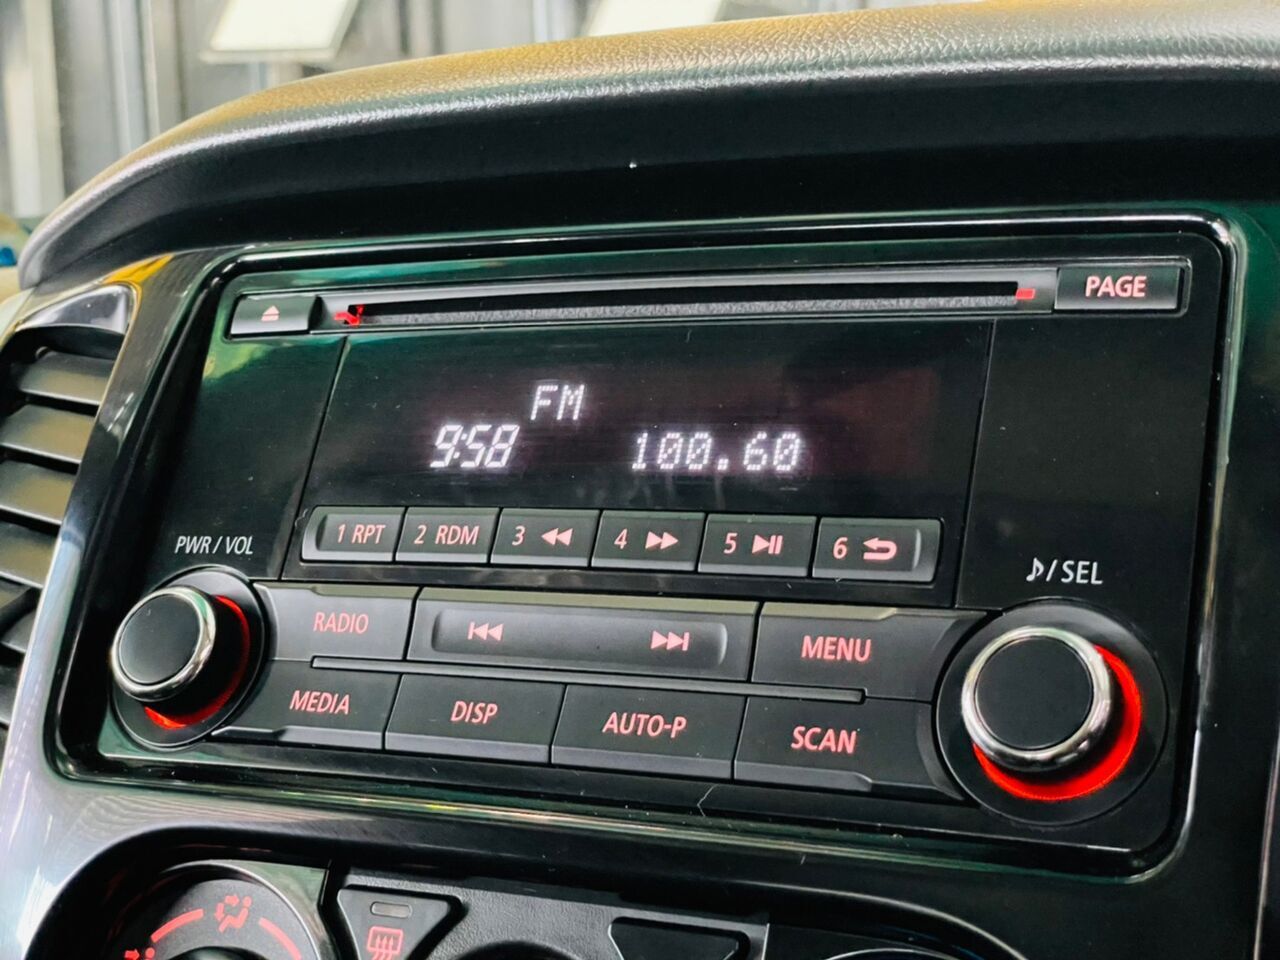 PAGE
FM
9:58 100.60
1 RPT 2 RDM 3 4 5 6
PWR / VOL
♪/ SEL
RADIO MENU
MEDIA DISP AUTO-P SCAN